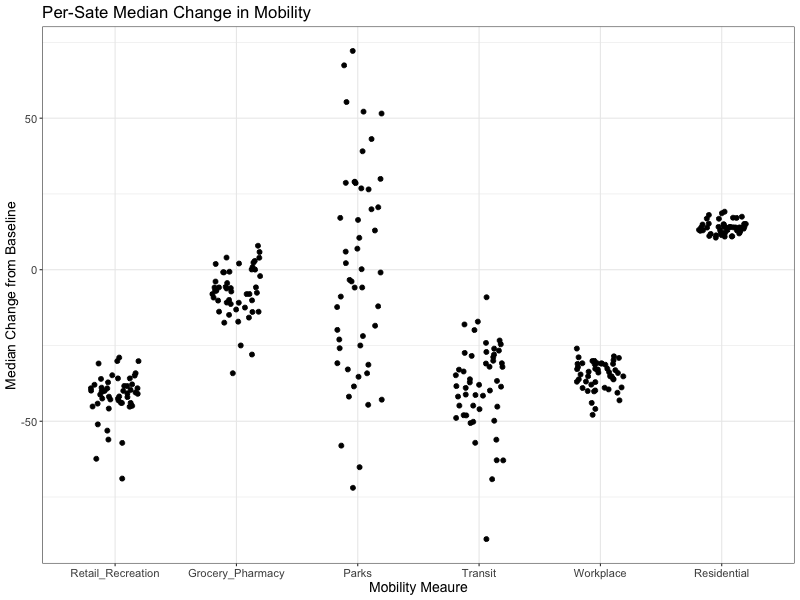 Per-Sate Median Change in Mobility
Median Change from Baseline
50
0
-50
Retail_Recreation
Grocery_Pharmacy
Parks
Transit
Workplace
Residential
Mobility Meaure